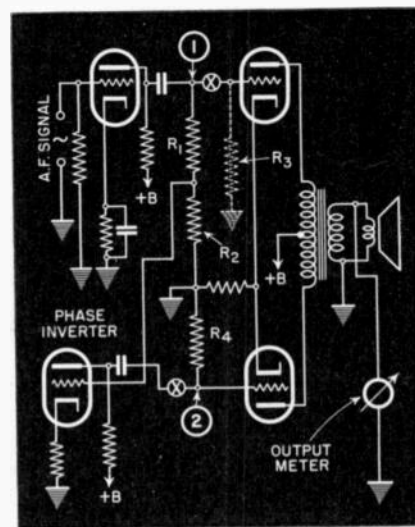 1
A.F. SIGNAL
~
R1
R3
+B
R2
+B
PHASE
INVERTER
R4
2
+B
OUTPUT
METER